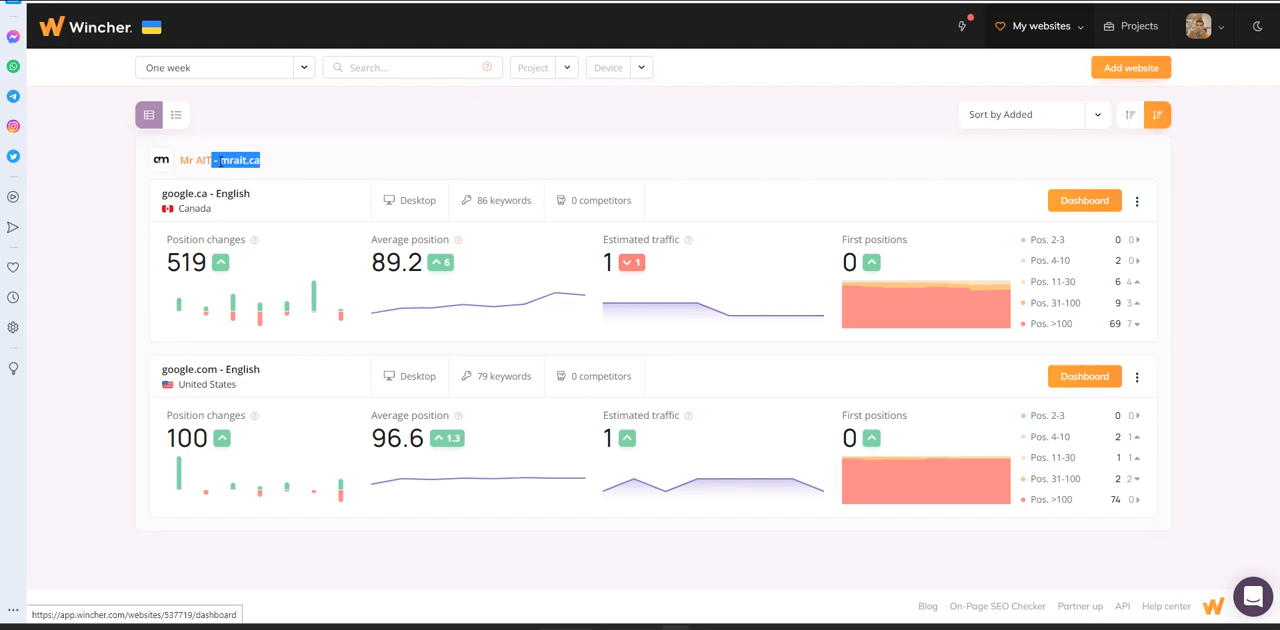 Wincher.
My websites
Projects
One week
Search...
Project
Device
Add website
Sort by Added
Mr AIT - mrait.ca
google.ca - English
Canada
Desktop
86 keywords
0 competitors
Dashboard
Position changes
519
Average position
89.2
6
Estimated traffic
1
1
First positions
0
Pos. 2-3 0 0
Pos. 4-10 2 0
Pos. 11-30 6 4
Pos. 31-100 9 3
Pos. >100 69 7
google.com - English
United States
Desktop
79 keywords
0 competitors
Dashboard
Position changes
100
Average position
96.6
1.3
Estimated traffic
1
First positions
0
Pos. 2-3 0 0
Pos. 4-10 2 1
Pos. 11-30 1 1
Pos. 31-100 2 2
Pos. >100 74 0
Blog On-Page SEO Checker Partner up API Help center
https://app.wincher.com/websites/537719/dashboard